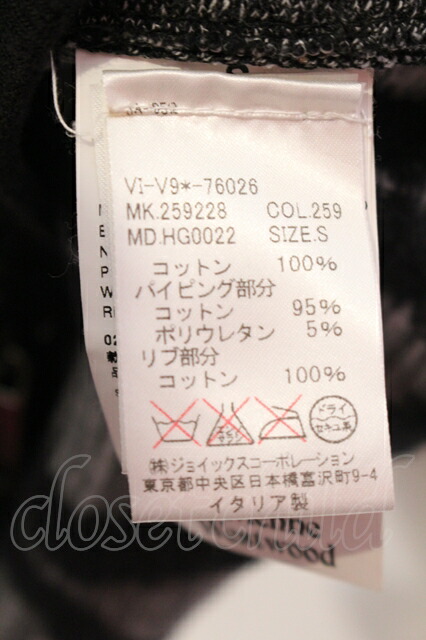 VI-V9*-76026
MK.259228 COL.259
MD.HG0022 SIZE.S
コットン 100%
パイピング部分
コットン 95%
ポリウレタン 5%
リブ部分
コットン 100%
ドライ
セキユ系
㈱ジョイックスコーポレーション
東京都中央区日本橋富沢町9-4
イタリア製
closet child